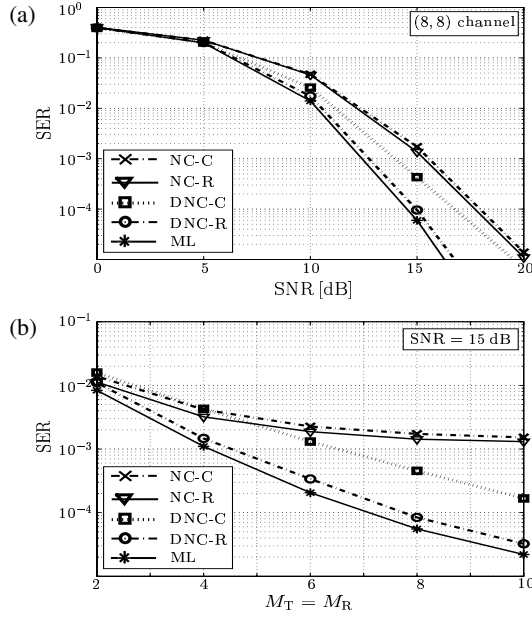 (a)
10^0
10^-1
10^-2
10^-3
10^-4
SER
(8, 8) channel
NC-C
NC-R
DNC-C
DNC-R
ML
0
5
10
15
20
SNR [dB]
(b)
10^-1
10^-2
10^-3
10^-4
SER
SNR = 15 dB
NC-C
NC-R
DNC-C
DNC-R
ML
2
4
6
8
10
M_T = M_R